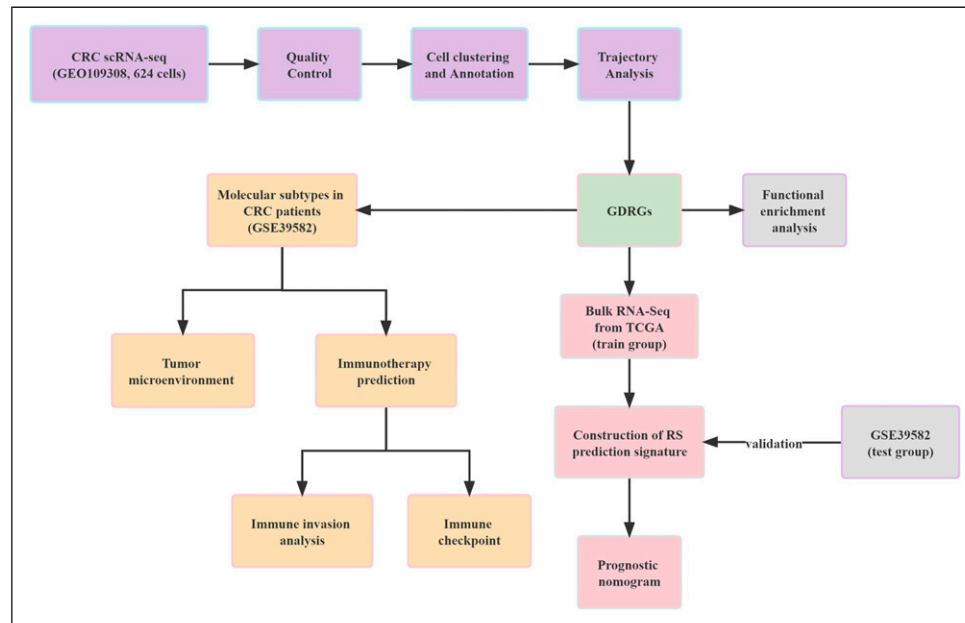 CRC scRNA-seq
(GEO109308, 624 cells)
Quality
Control
Cell clustering
and Annotation
Trajectory
Analysis
Molecular subtypes in
CRC patients
(GSE39582)
GDRGs
Functional
enrichment
analysis
Bulk RNA-Seq
from TCGA
(train group)
Tumor
microenvironment
Immunotherapy
prediction
Construction of RS
prediction signature
validation
GSE39582
(test group)
Immune invasion
analysis
Immune
checkpoint
Prognostic
nomogram